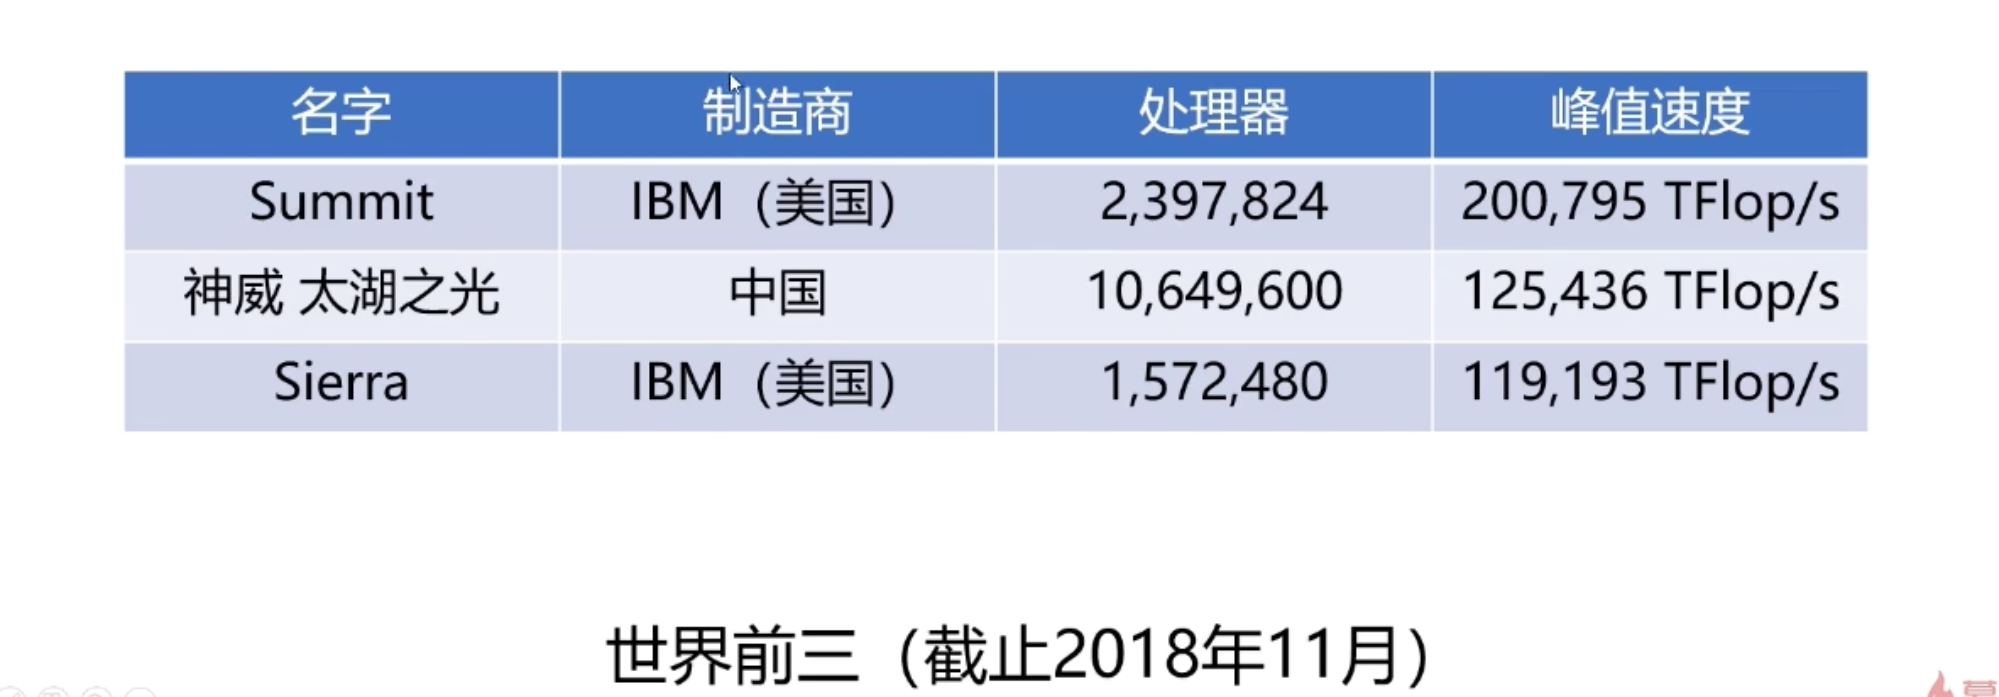 名字 制造商 处理器 峰值速度
Summit IBM（美国） 2,397,824 200,795 TFlop/s
神威 太湖之光 中国 10,649,600 125,436 TFlop/s
Sierra IBM（美国） 1,572,480 119,193 TFlop/s
世界前三（截止2018年11月）